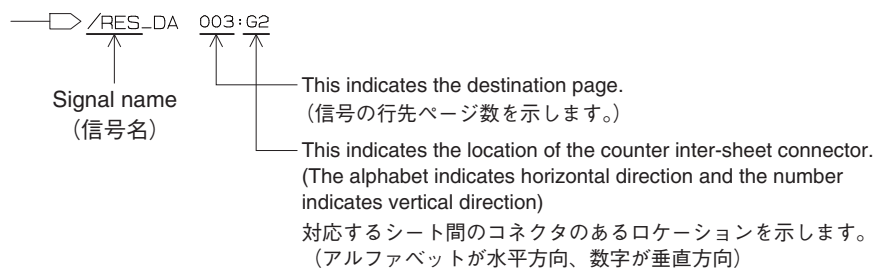 /RES_DA 003:G2
Signal name
（信号名）
This indicates the destination page.
（信号の行先ページ数を示します。）
This indicates the location of the counter inter-sheet connector.
(The alphabet indicates horizontal direction and the number
indicates vertical direction)
対応するシート間のコネクタのあるロケーションを示します。
（アルファベットが水平方向、数字が垂直方向）